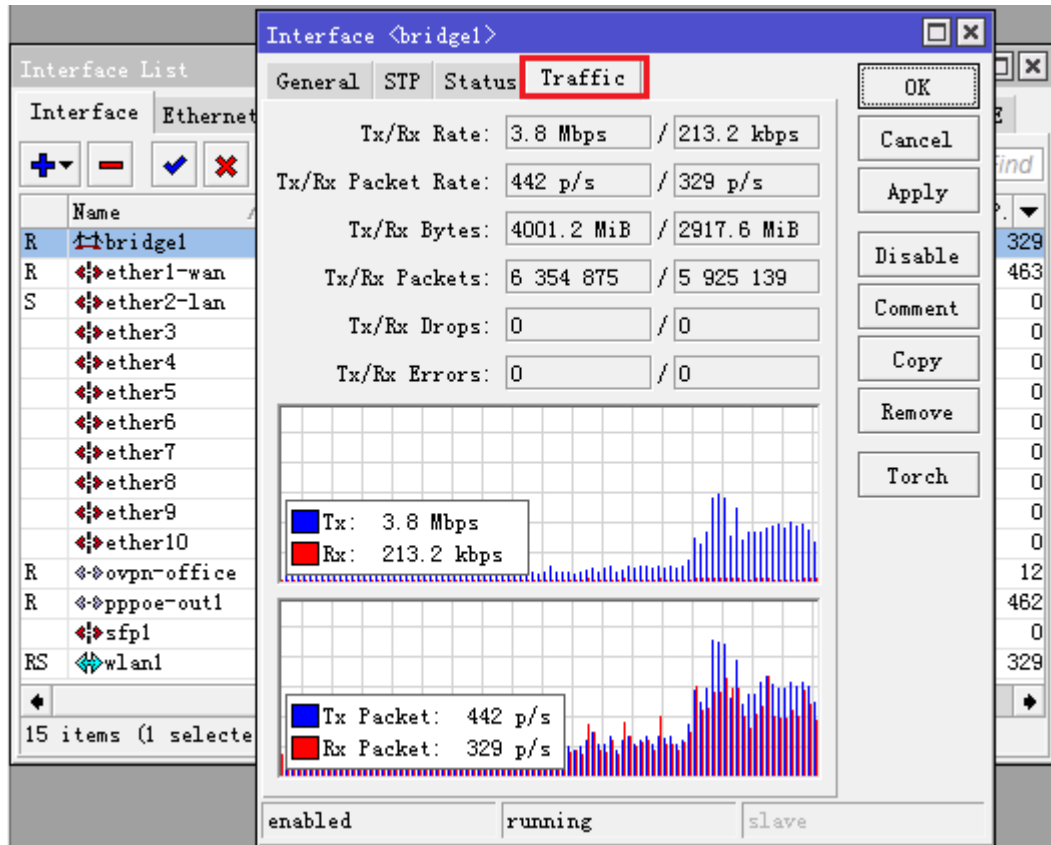 Interface <bridge1>
Interface List
General STP Status Traffic
OK
Interface Ethernet
Tx/Rx Rate: 3.8 Mbps / 213.2 kbps
Cancel
Find
Tx/Rx Packet Rate: 442 p/s / 329 p/s
Apply
Name
Tx/Rx Bytes: 4001.2 MiB / 2917.6 MiB
R bridge1 329
Disable
R ether1-wan 463
Tx/Rx Packets: 6 354 875 / 5 925 139
S ether2-lan 0
Comment
ether3 0
Tx/Rx Drops: 0 / 0
ether4 0
Copy
Tx/Rx Errors: 0 / 0
ether5 0
Remove
ether6 0
ether7 0
Torch
ether8 0
ether9 0
Tx: 3.8 Mbps
ether10 0
Rx: 213.2 kbps
R ovpn-office 12
R pppoe-out1 462
sfp1 0
RS wlan1 329
Tx Packet: 442 p/s
15 items (1 selecte
Rx Packet: 329 p/s
enabled running slave